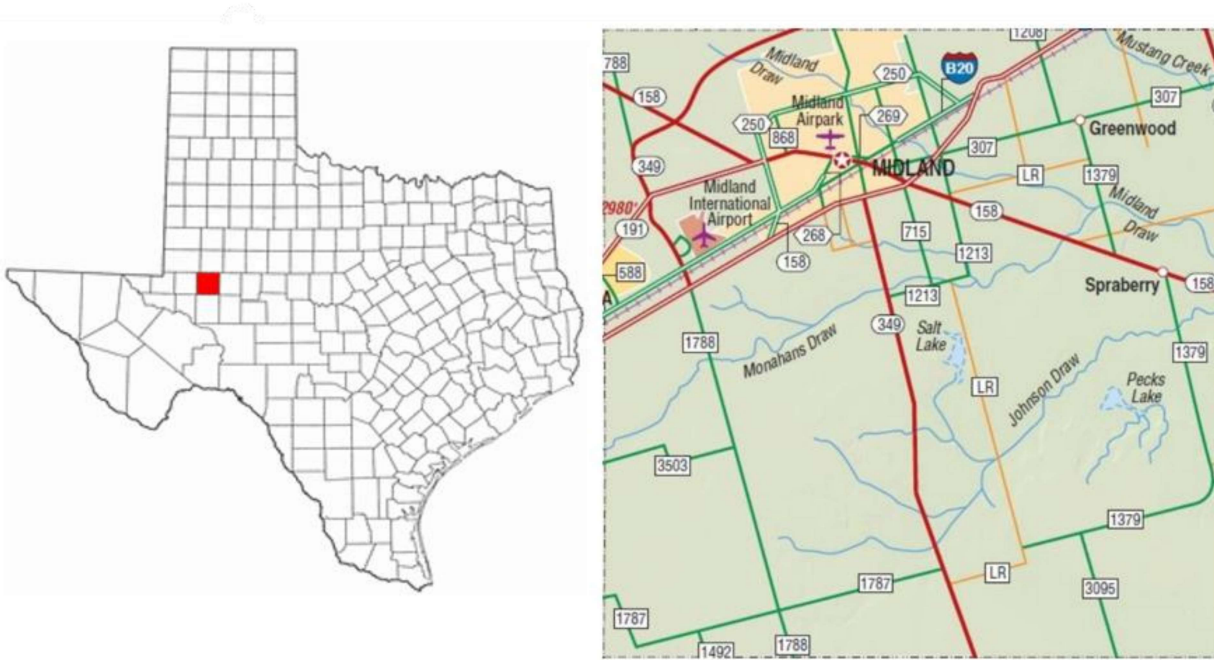 788
1208
Mustang Creek
Midland
Draw
250
B20
158
307
Midland
Airpark
269
Greenwood
250
868
307
MIDLAND
349
LR
1379
Midland
International
Airport
Midland
Draw
2980'
158
191
268
715
158
1213
588
Spraberry
158
A
1213
349
Salt
Lake
1788
Monahans Draw
1379
LR
Johnson Draw
Pecks
Lake
3503
1379
LR
1787
3095
1787
1492
1788